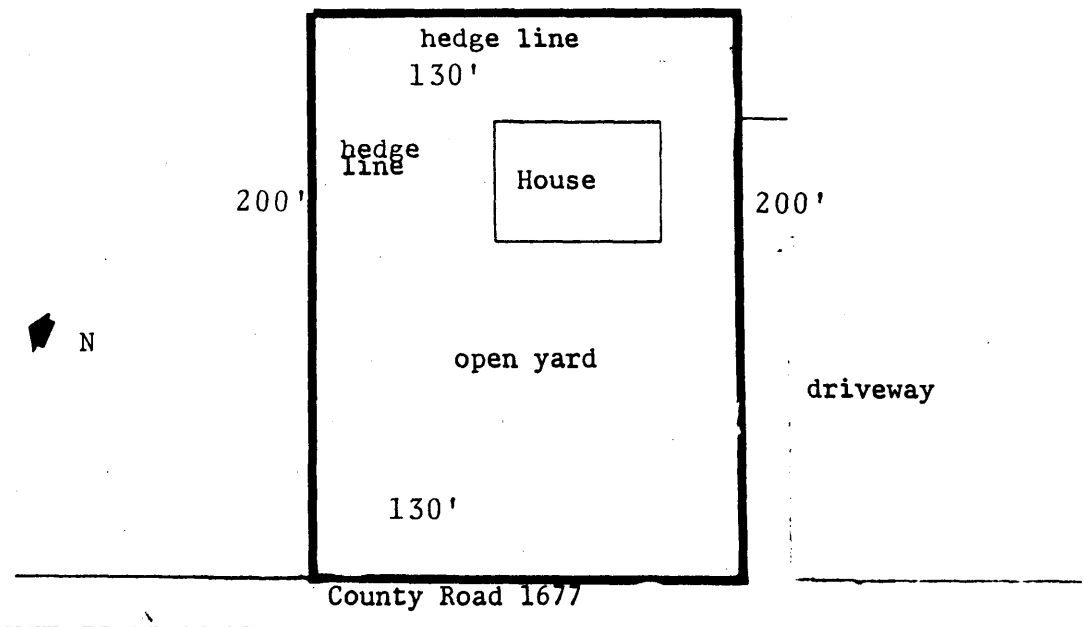 hedge line
130'
hedge
line
House
200'
200'
N
open yard
driveway
130'
County Road 1677